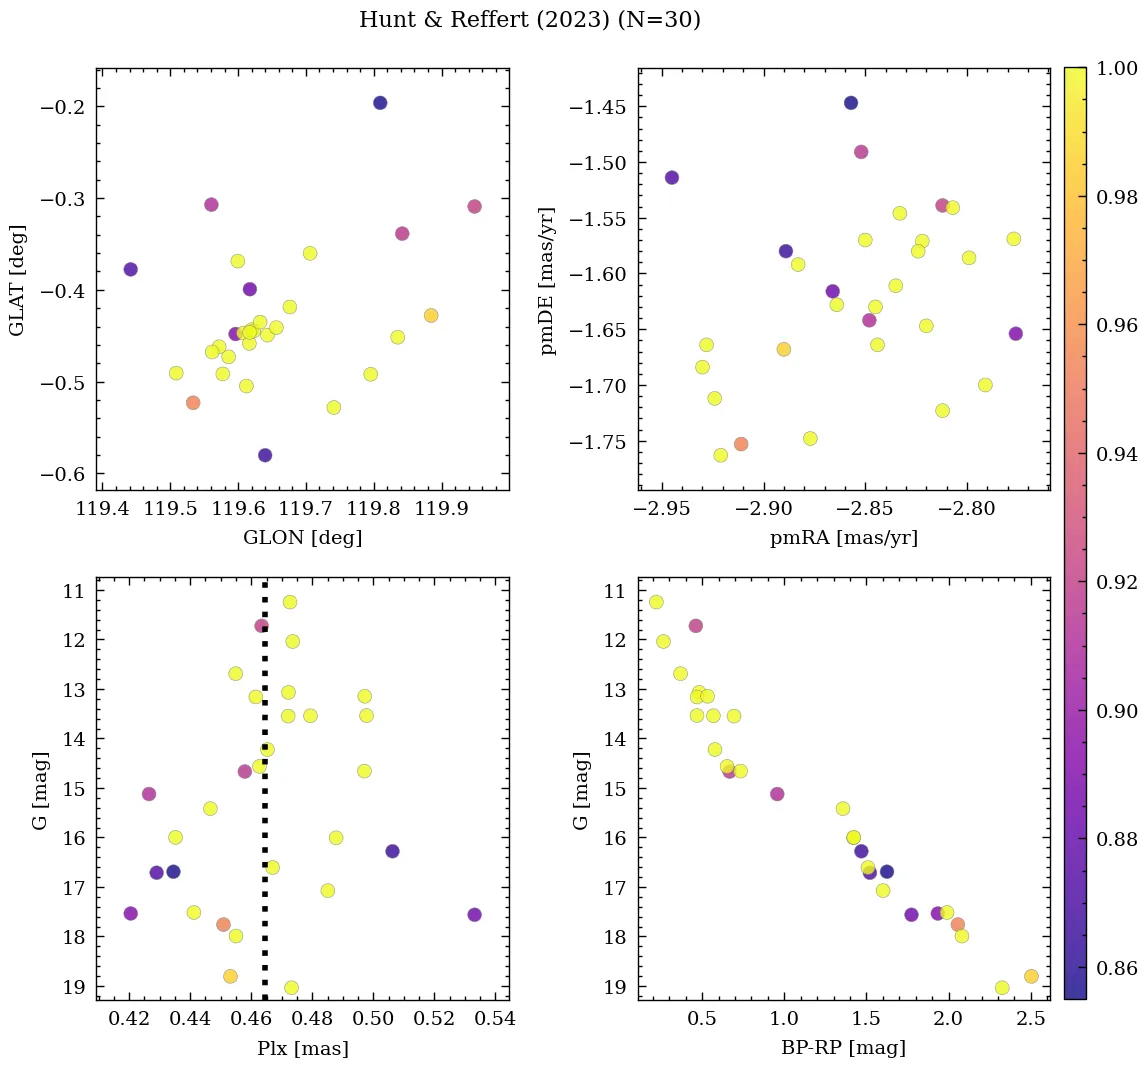 Hunt & Reffert (2023) (N=30)
−0.2
−0.3
−0.4
−0.5
−0.6
GLAT [deg]
119.4 119.5 119.6 119.7 119.8 119.9
GLON [deg]
−1.45
−1.50
−1.55
−1.60
−1.65
−1.70
−1.75
pmDE [mas/yr]
−2.95 −2.90 −2.85 −2.80
pmRA [mas/yr]
11
12
13
14
15
16
17
18
19
G [mag]
0.42 0.44 0.46 0.48 0.50 0.52 0.54
Plx [mas]
11
12
13
14
15
16
17
18
19
G [mag]
0.5 1.0 1.5 2.0 2.5
BP-RP [mag]
1.00
0.98
0.96
0.94
0.92
0.90
0.88
0.86